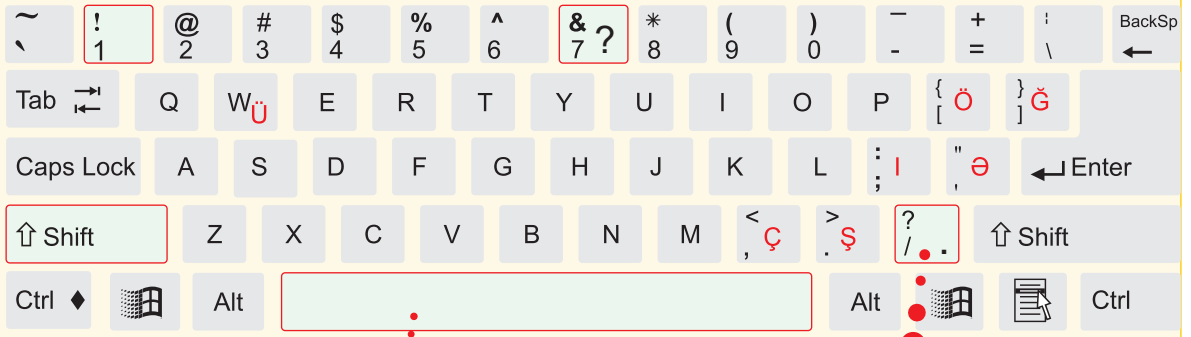 ~ ! @ # $ % ^ & * ( ) – + ¦ BackSp
` 1 2 3 4 5 6 7 ? 8 9 0 - = \
Tab Q W Ü E R T Y U I O P { [ Ö } ] Ğ
Caps Lock A S D F G H J K L : ; I " ' Ə Enter
Shift Z X C V B N M < , Ç > . Ş ? / . Shift
Ctrl Alt Alt Ctrl